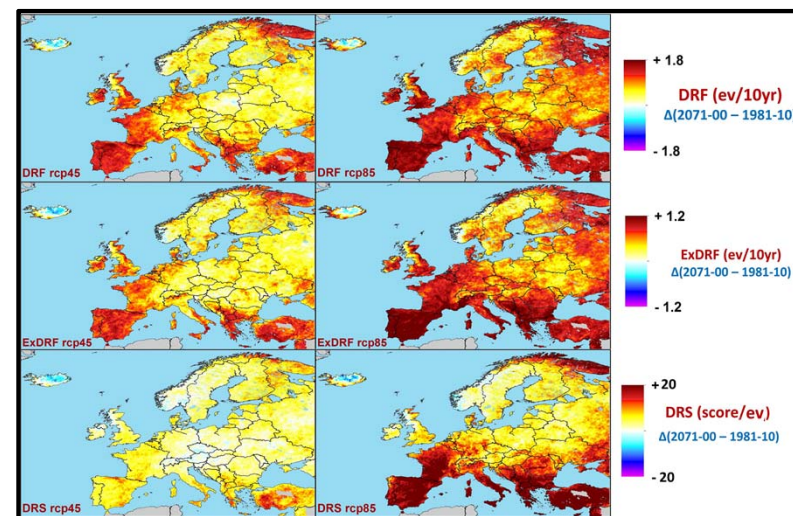 DRF rcp45
DRF rcp85
+ 1.8
DRF (ev/10yr)
Δ(2071-00 – 1981-10)
- 1.8
ExDRF rcp45
ExDRF rcp85
+ 1.2
ExDRF (ev/10yr)
Δ(2071-00 – 1981-10)
- 1.2
DRS rcp45
DRS rcp85
+20
DRS (score/ev.)
Δ(2071-00 – 1981-10)
- 20